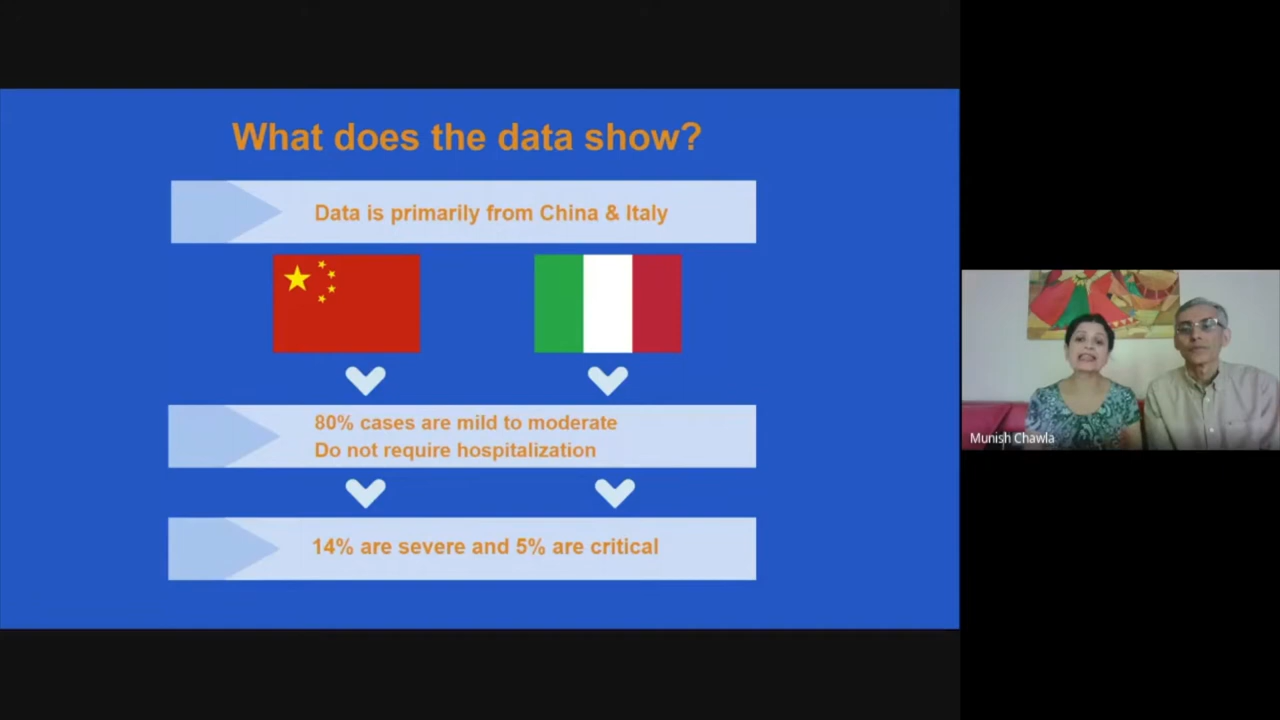 What does the data show?
Data is primarily from China & Italy
80% cases are mild to moderate
Do not require hospitalization
14% are severe and 5% are critical
Munish Chawla